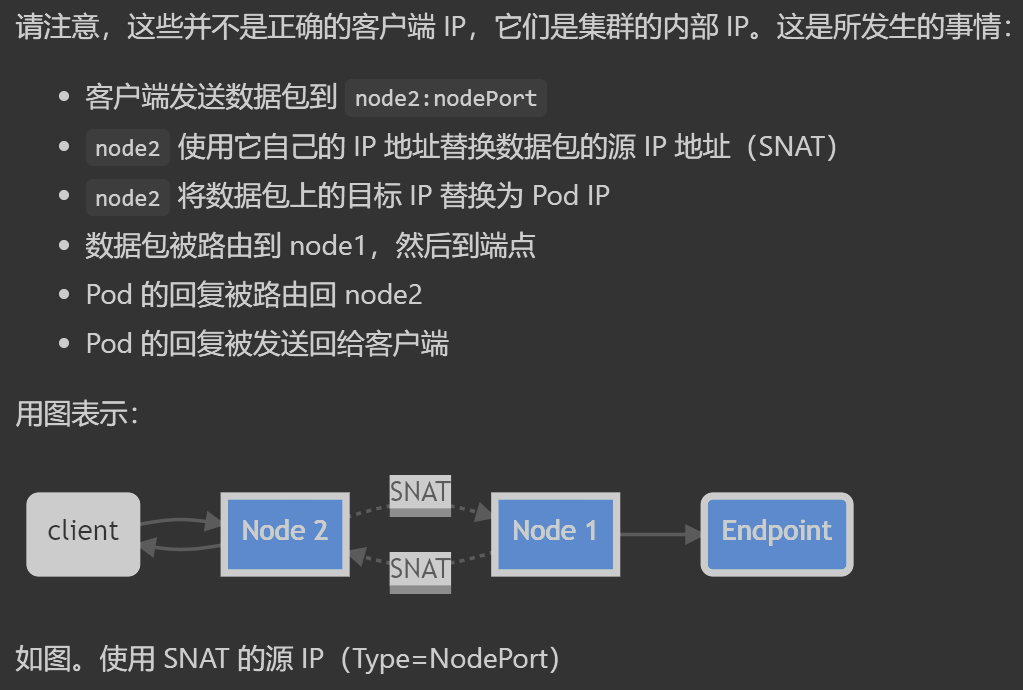 请注意，这些并不是正确的客户端 IP，它们是集群的内部 IP。这是所发生的事情：
客户端发送数据包到 node2:nodePort
node2 使用它自己的 IP 地址替换数据包的源 IP 地址（SNAT）
node2 将数据包上的目标 IP 替换为 Pod IP
数据包被路由到 node1，然后到端点
Pod 的回复被路由回 node2
Pod 的回复被发送回给客户端
用图表示：
SNAT
client
Node 2
Node 1
Endpoint
SNAT
如图。使用 SNAT 的源 IP（Type=NodePort）